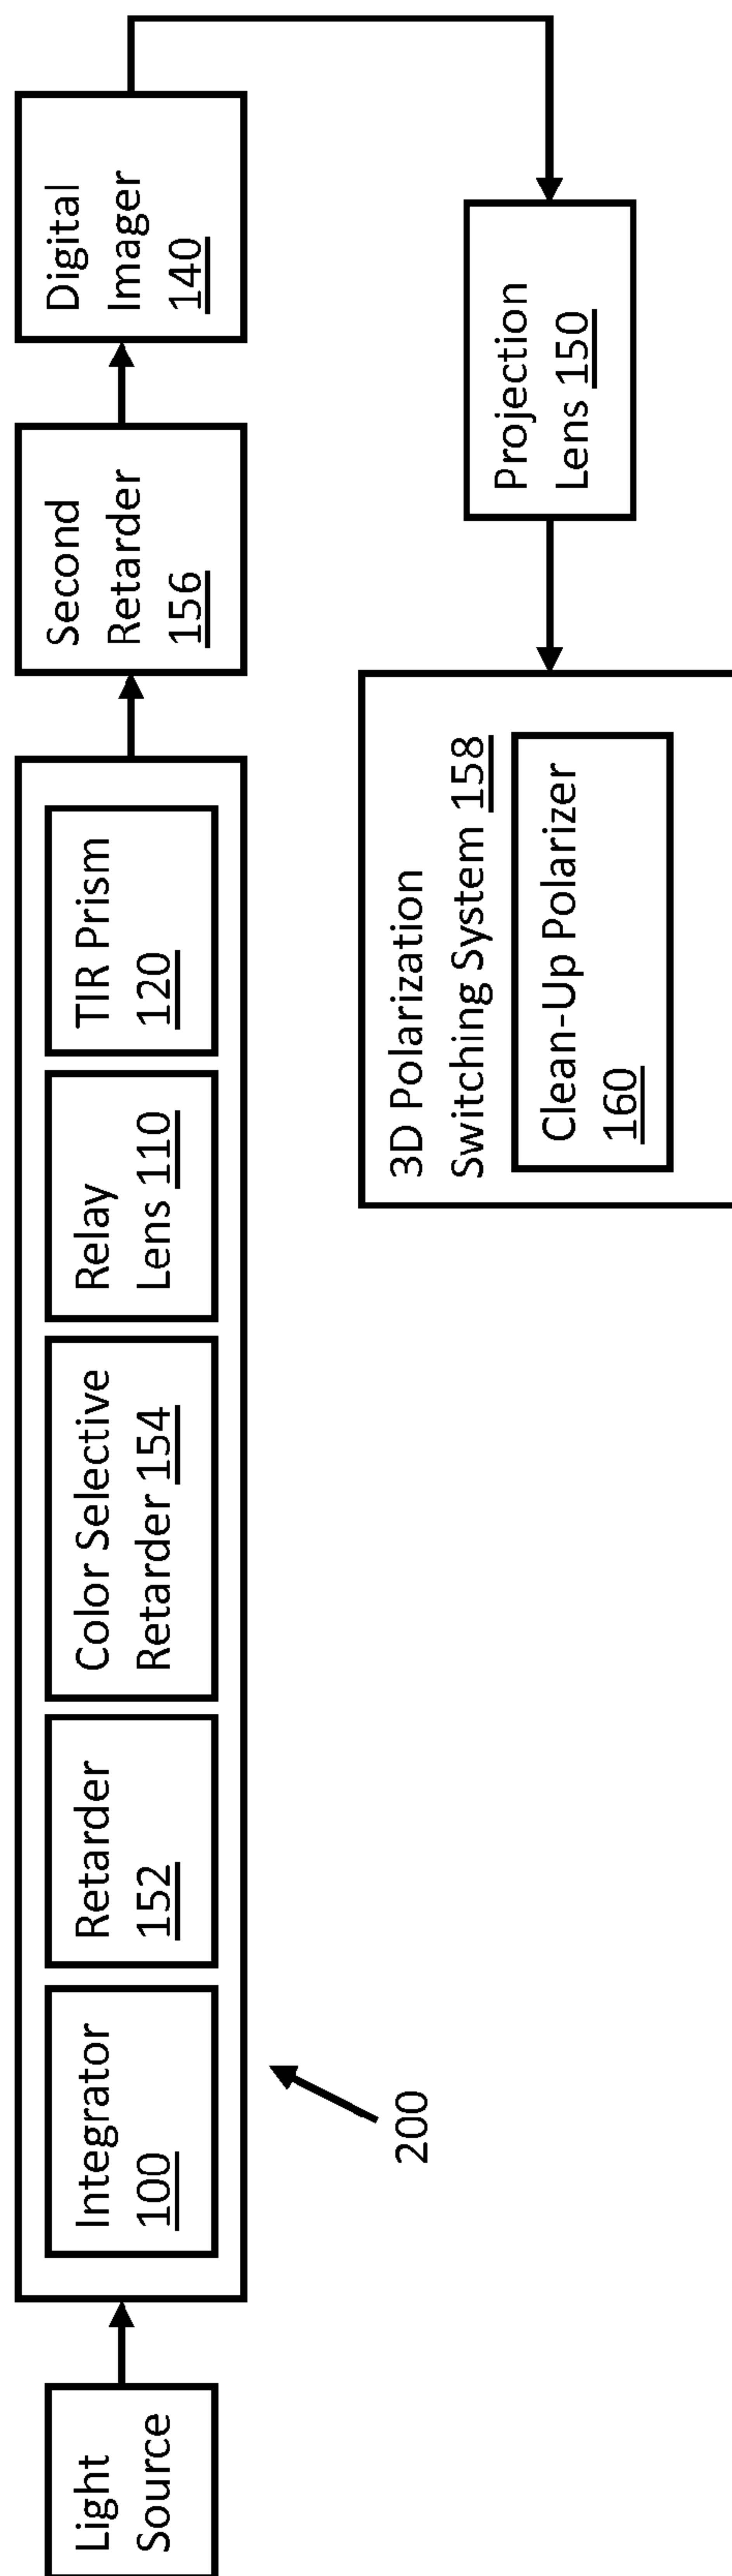 Light
Source
Integrator
100
Retarder
152
Color Selective
Retarder 154
Relay
Lens 110
TIR Prism
120
Second
Retarder
156
Digital
Imager
140
200
3D Polarization
Switching System 158
Clean-Up Polarizer
160
Projection
Lens 150